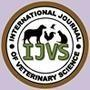 INTERNATIONAL JOURNAL
IJVS
OF VETERINARY SCIENCE